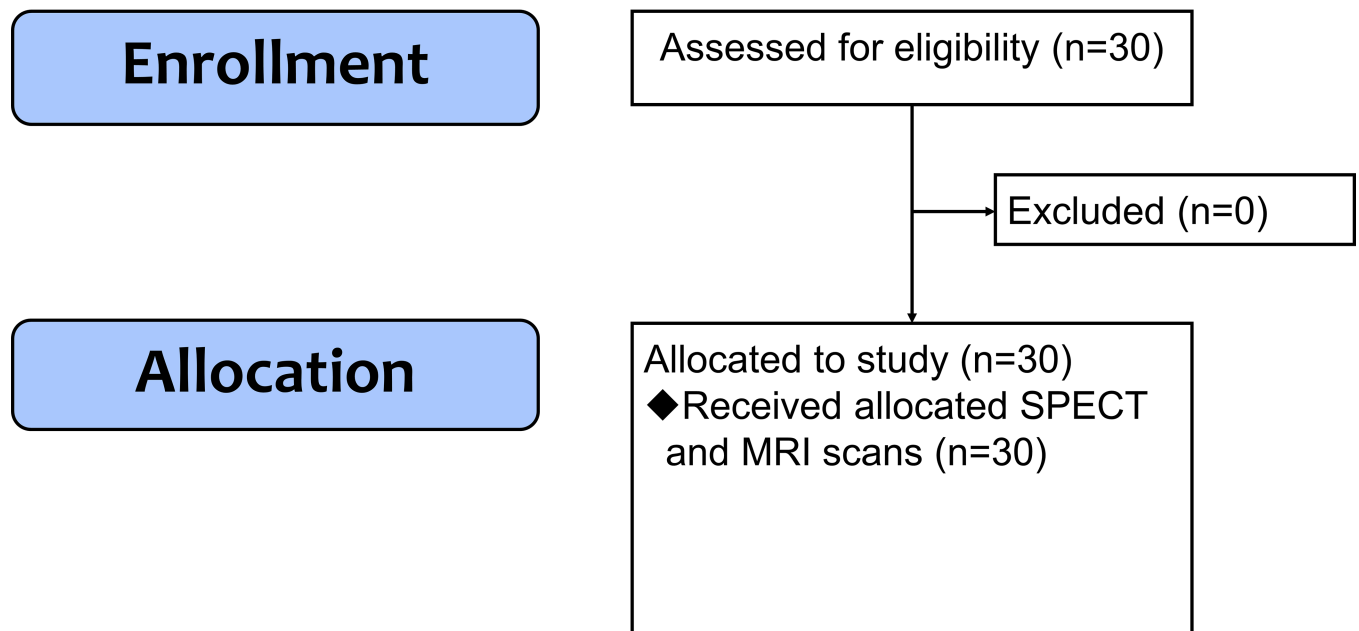 Enrollment
Assessed for eligibility (n=30)
Excluded (n=0)
Allocation
Allocated to study (n=30)
◆Received allocated SPECT
and MRI scans (n=30)